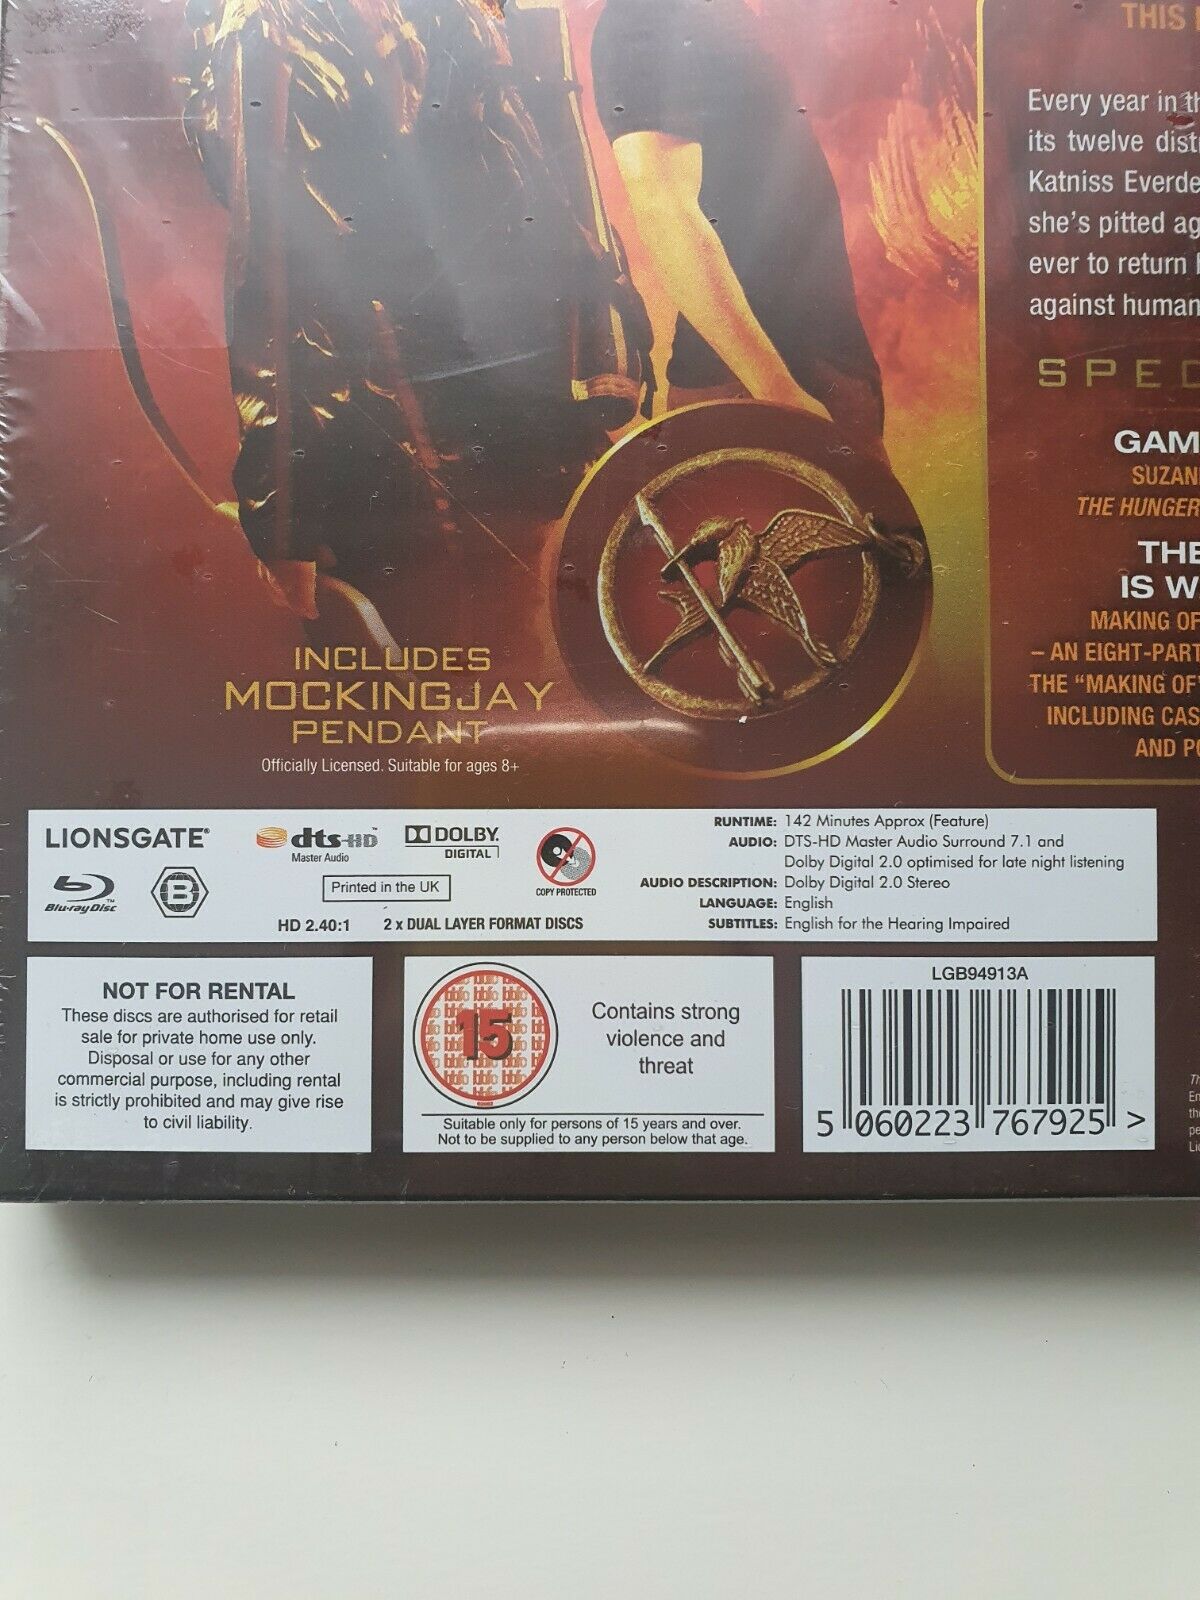 THIS
Every year in th
its twelve distr
Katniss Everde
she's pitted ag
ever to return
against human
SPEC
GAM
SUZAN
THE HUNGER
THE
IS W
MAKING OF
– AN EIGHT-PART
THE "MAKING OF"
INCLUDING CAS
AND PO
INCLUDES
MOCKINGJAY
PENDANT
Officially Licensed. Suitable for ages 8+
LIONSGATE®
dts-HD™
Master Audio
DOLBY.
DIGITAL
COPY PROTECTED
Blu-ray Disc™
B
Printed in the UK
HD 2.40:1 2 x DUAL LAYER FORMAT DISCS
RUNTIME: 142 Minutes Approx (Feature)
AUDIO: DTS-HD Master Audio Surround 7.1 and
Dolby Digital 2.0 optimised for late night listening
AUDIO DESCRIPTION: Dolby Digital 2.0 Stereo
LANGUAGE: English
SUBTITLES: English for the Hearing Impaired
NOT FOR RENTAL
These discs are authorised for retail
sale for private home use only.
Disposal or use for any other
commercial purpose, including rental
is strictly prohibited and may give rise
to civil liability.
15
Contains strong
violence and
threat
Suitable only for persons of 15 years and over.
Not to be supplied to any person below that age.
LGB94913A
5 060223 767925 >